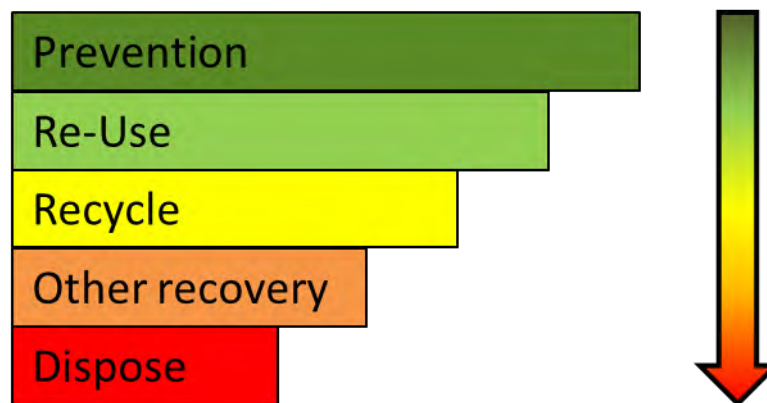 Prevention
Re-Use
Recycle
Other recovery
Dispose